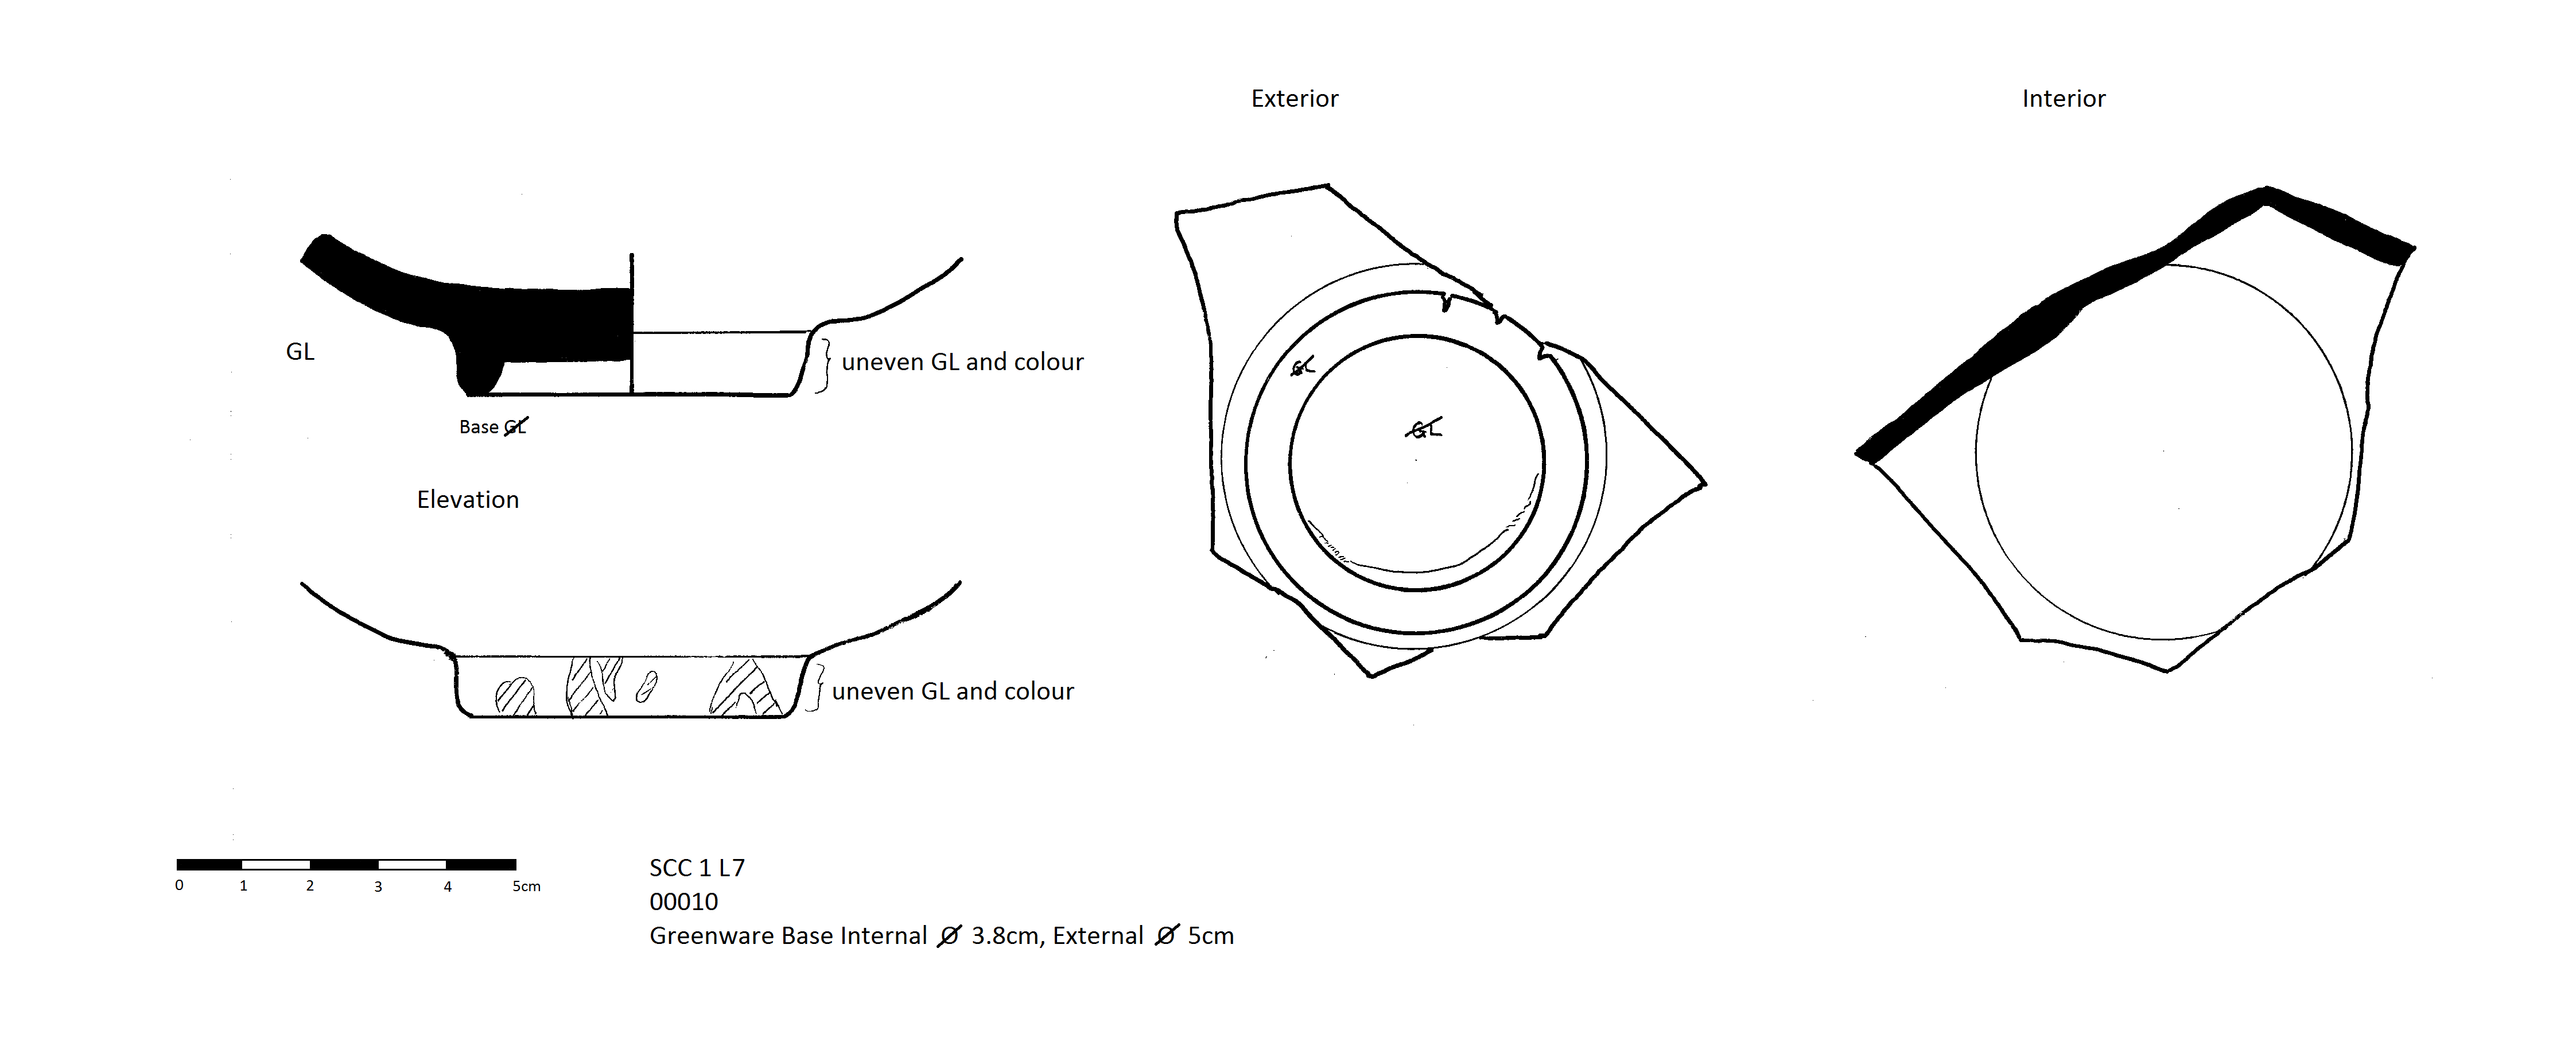 Exterior
Interior
GL
uneven GL and colour
GL
GL
Base GL
Elevation
uneven GL and colour
0 1 2 3 4 5cm
SCC 1 L7
00010
Greenware Base Internal Ø 3.8cm, External Ø 5cm